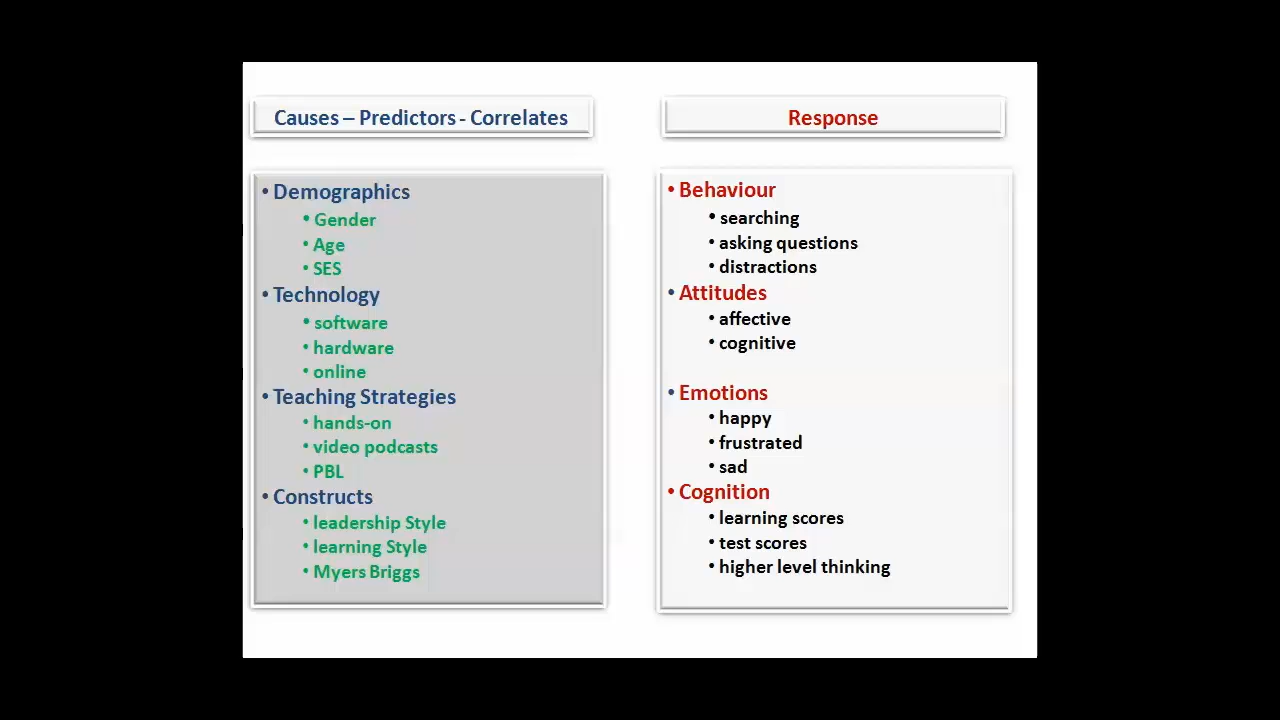 Causes – Predictors - Correlates
• Demographics
• Gender
• Age
• SES
• Technology
• software
• hardware
• online
• Teaching Strategies
• hands-on
• video podcasts
• PBL
• Constructs
• leadership Style
• learning Style
• Myers Briggs
Response
• Behaviour
• searching
• asking questions
• distractions
• Attitudes
• affective
• cognitive
• Emotions
• happy
• frustrated
• sad
• Cognition
• learning scores
• test scores
• higher level thinking